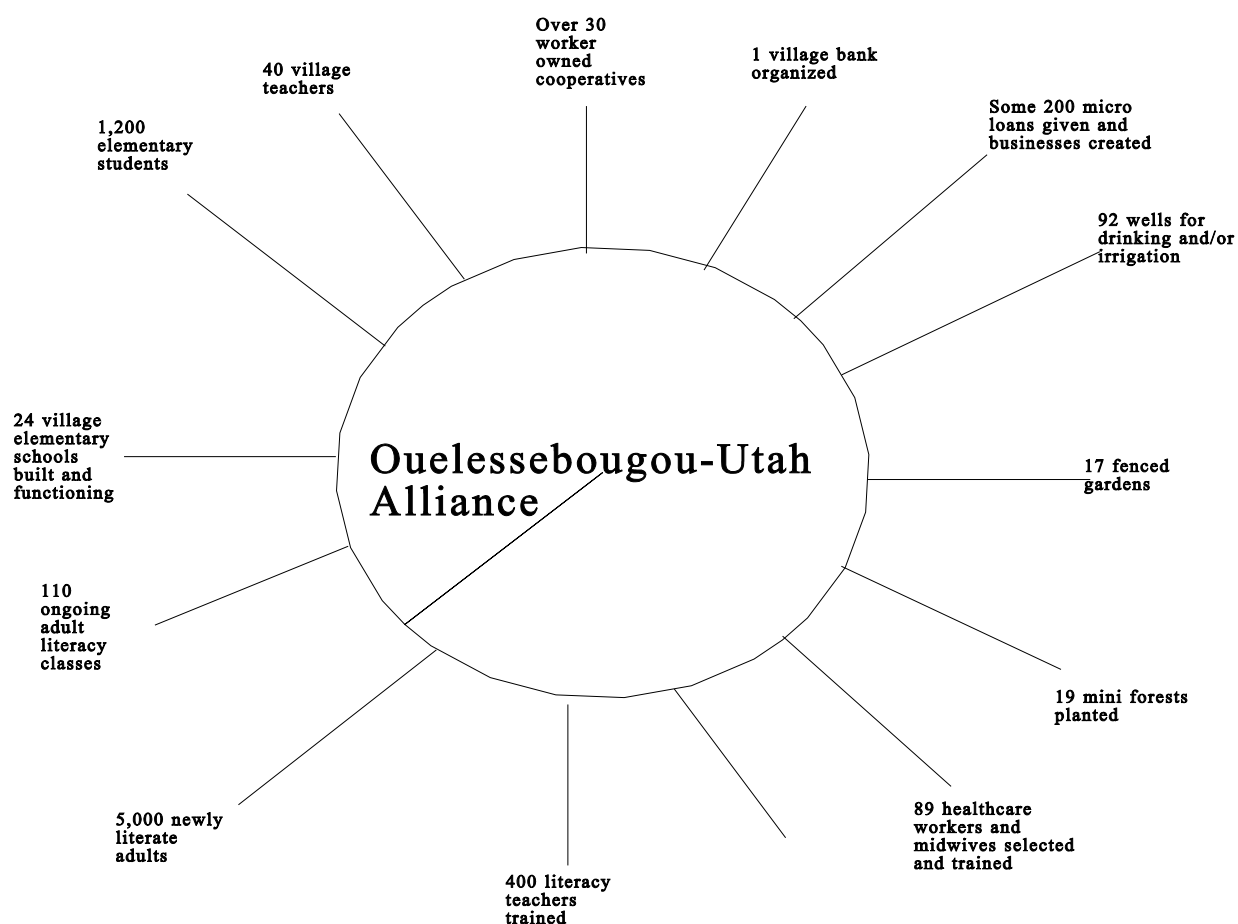 Over 30
worker
owned
cooperatives
1 village bank
organized
40 village
teachers
Some 200 micro
loans given and
businesses created
1,200
elementary
students
92 wells for
drinking and/or
irrigation
24 village
elementary
schools
built and
functioning
Ouelessebougou-Utah
Alliance
17 fenced
gardens
110
ongoing
adult
literacy
classes
19 mini forests
planted
5,000 newly
literate
adults
89 healthcare
workers and
midwives selected
and trained
400 literacy
teachers
trained